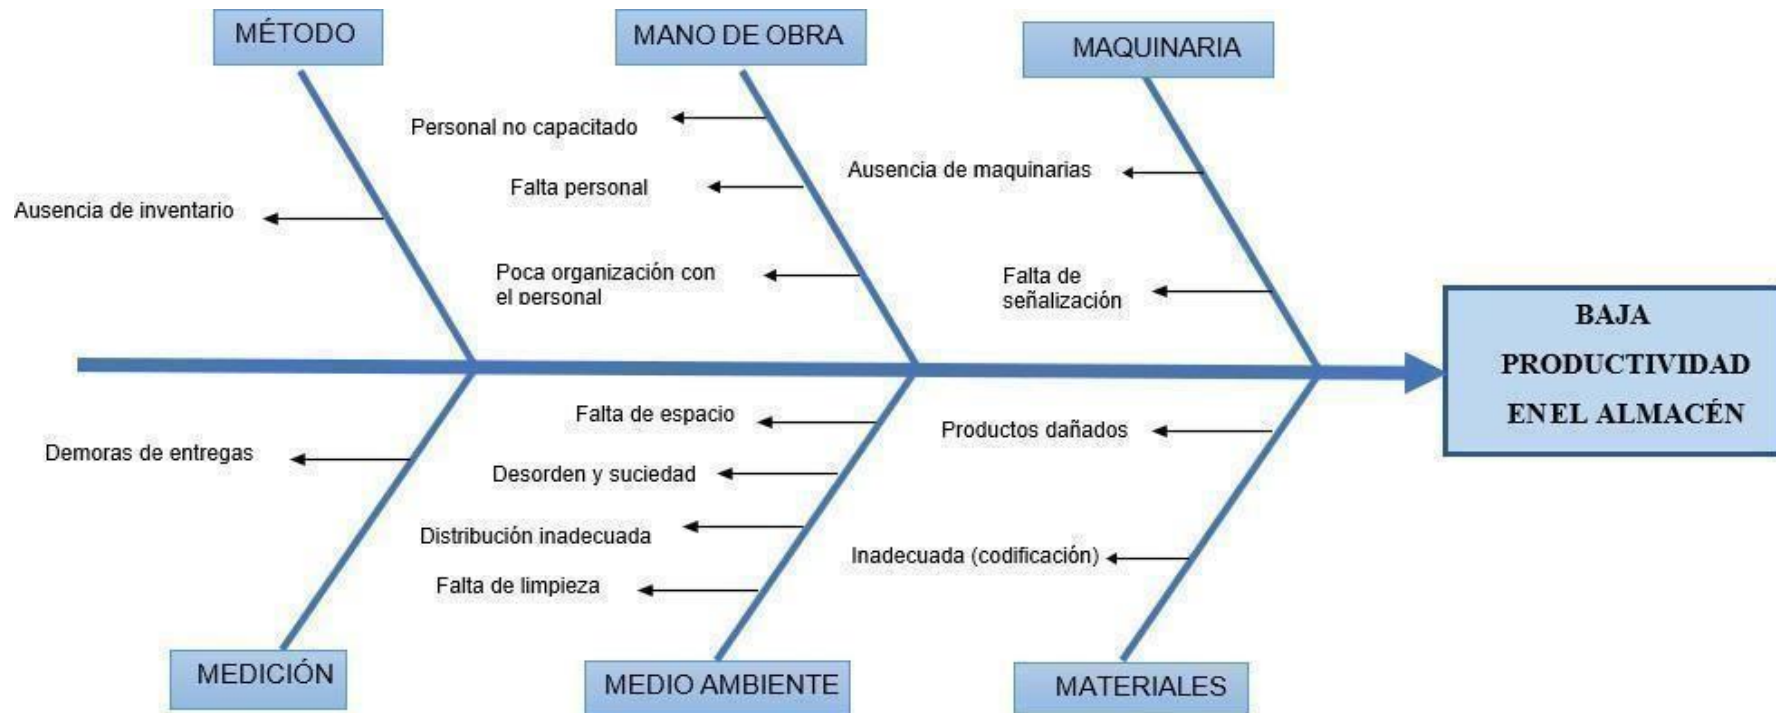 MÉTODO
MANO DE OBRA
MAQUINARIA
Personal no capacitado
Falta personal
Ausencia de maquinarias
Ausencia de inventario
Poca organización con
el personal
Falta de
señalización
BAJA
PRODUCTIVIDAD
EN EL ALMACÉN
Falta de espacio
Productos dañados
Demoras de entregas
Desorden y suciedad
Distribución inadecuada
Inadecuada (codificación)
Falta de limpieza
MEDICIÓN
MEDIO AMBIENTE
MATERIALES